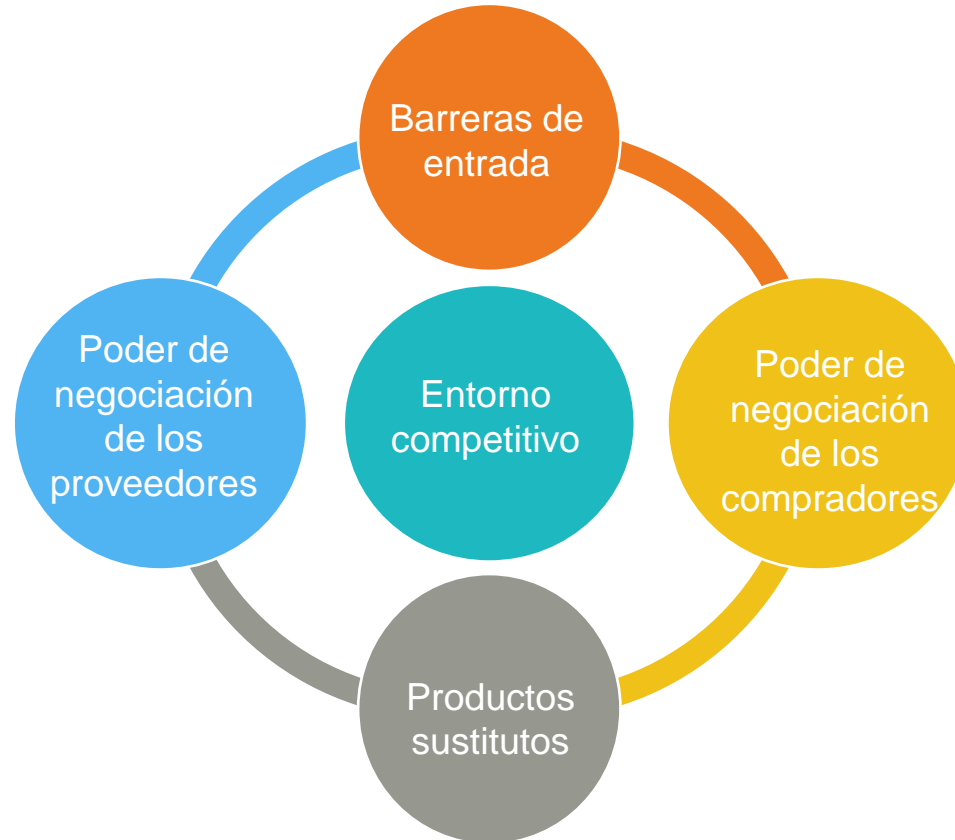 Barreras de
entrada
Poder de
negociación
de los
proveedores
Entorno
competitivo
Poder de
negociación
de los
compradores
Productos
sustitutos